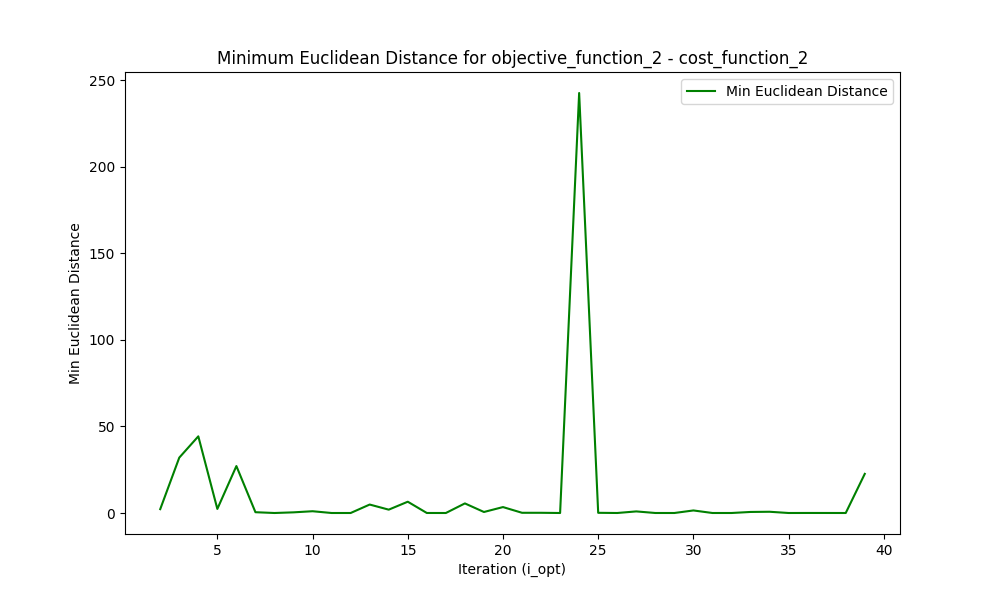 Minimum Euclidean Distance for objective_function_2 - cost_function_2
Min Euclidean Distance
250
200
150
100
50
0
Min Euclidean Distance
5 10 15 20 25 30 35 40
Iteration (i_opt)